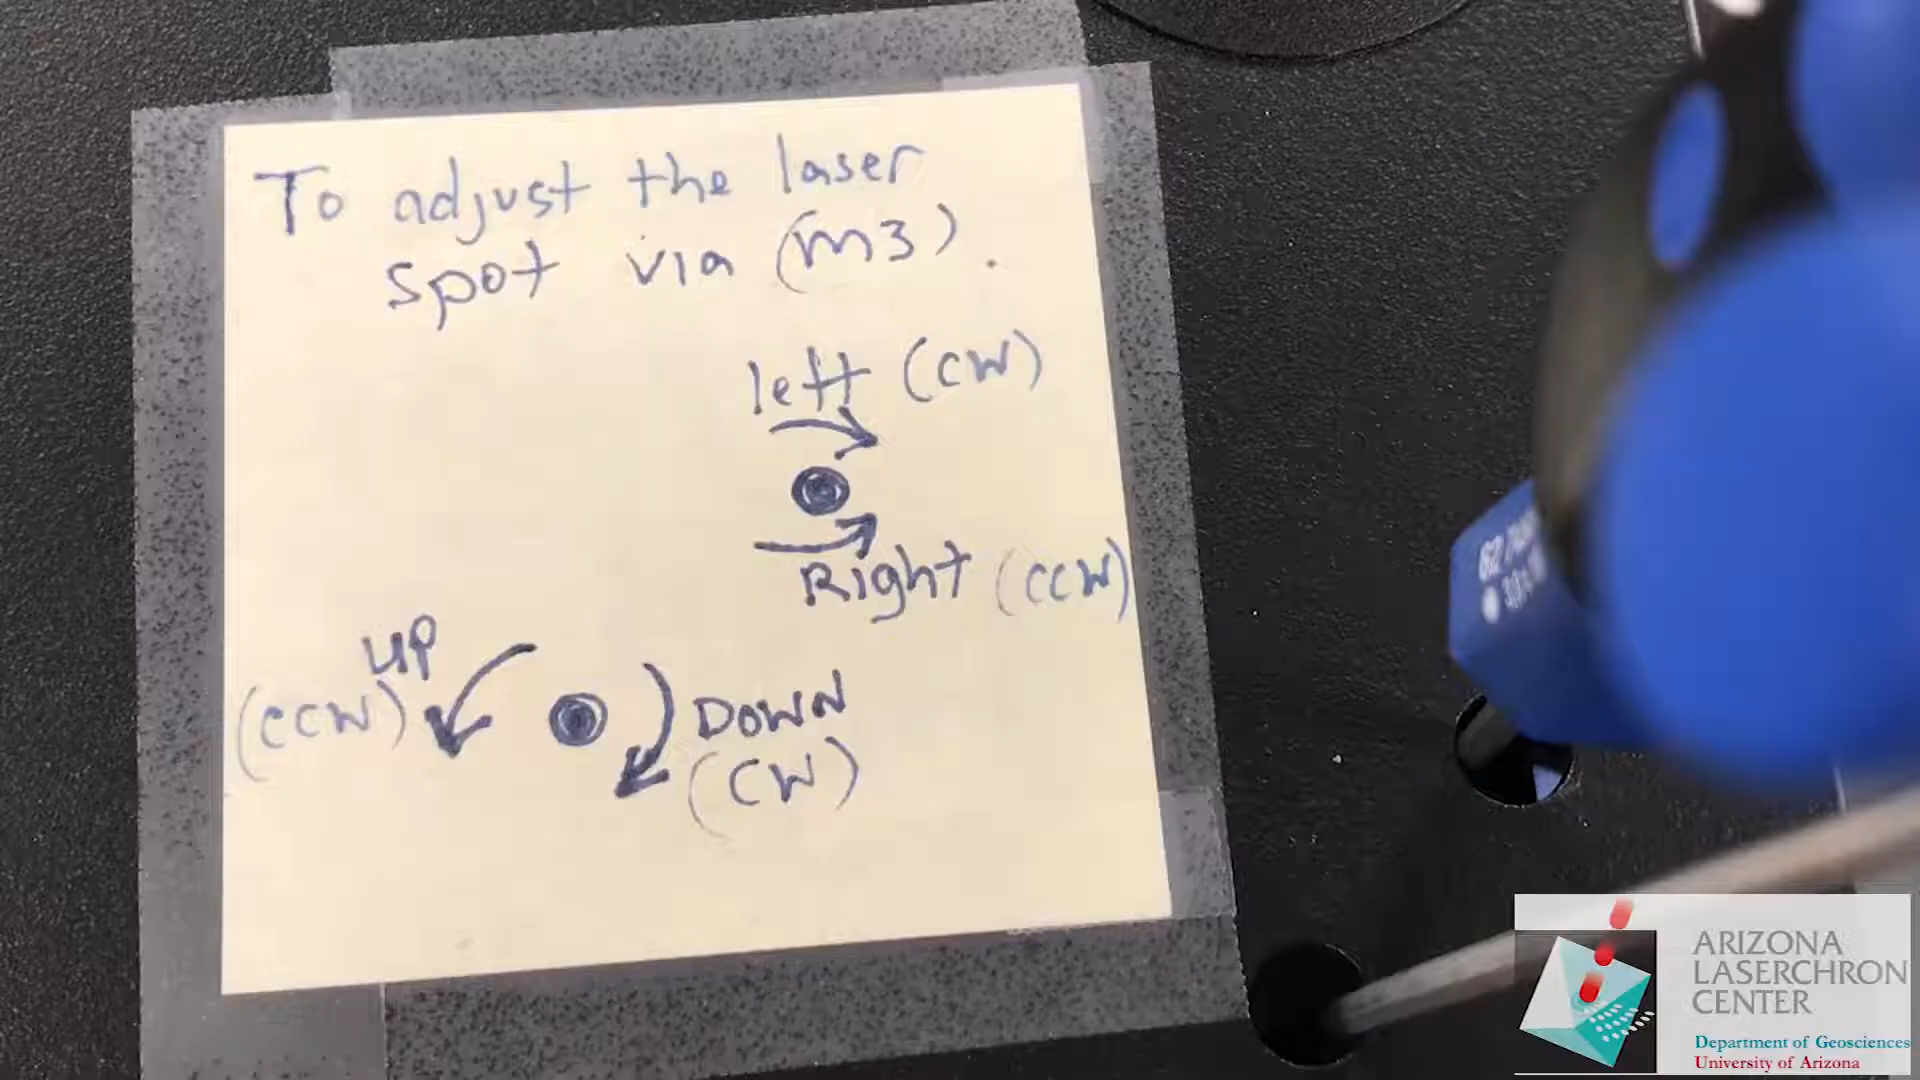 To adjust the laser
spot via (m3).
left (CW)
Right (CCW)
UP
(CCW)
DOWN
(CW)
ARIZONA
LASERCHRON
CENTER
Department of Geosciences
University of Arizona